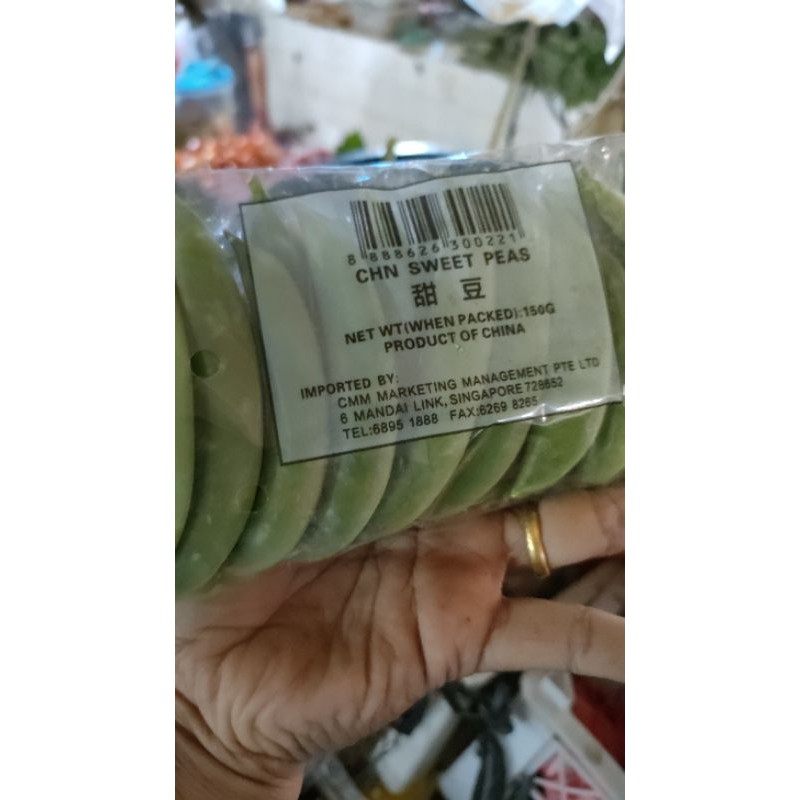 8 888626 300221
CHN SWEET PEAS
甜 豆
NET WT(WHEN PACKED):150G
PRODUCT OF CHINA
IMPORTED BY:
CMM MARKETING MANAGEMENT PTE LTD
6 MANDAI LINK, SINGAPORE 728652
TEL:6895 1888 FAX:6269 8265